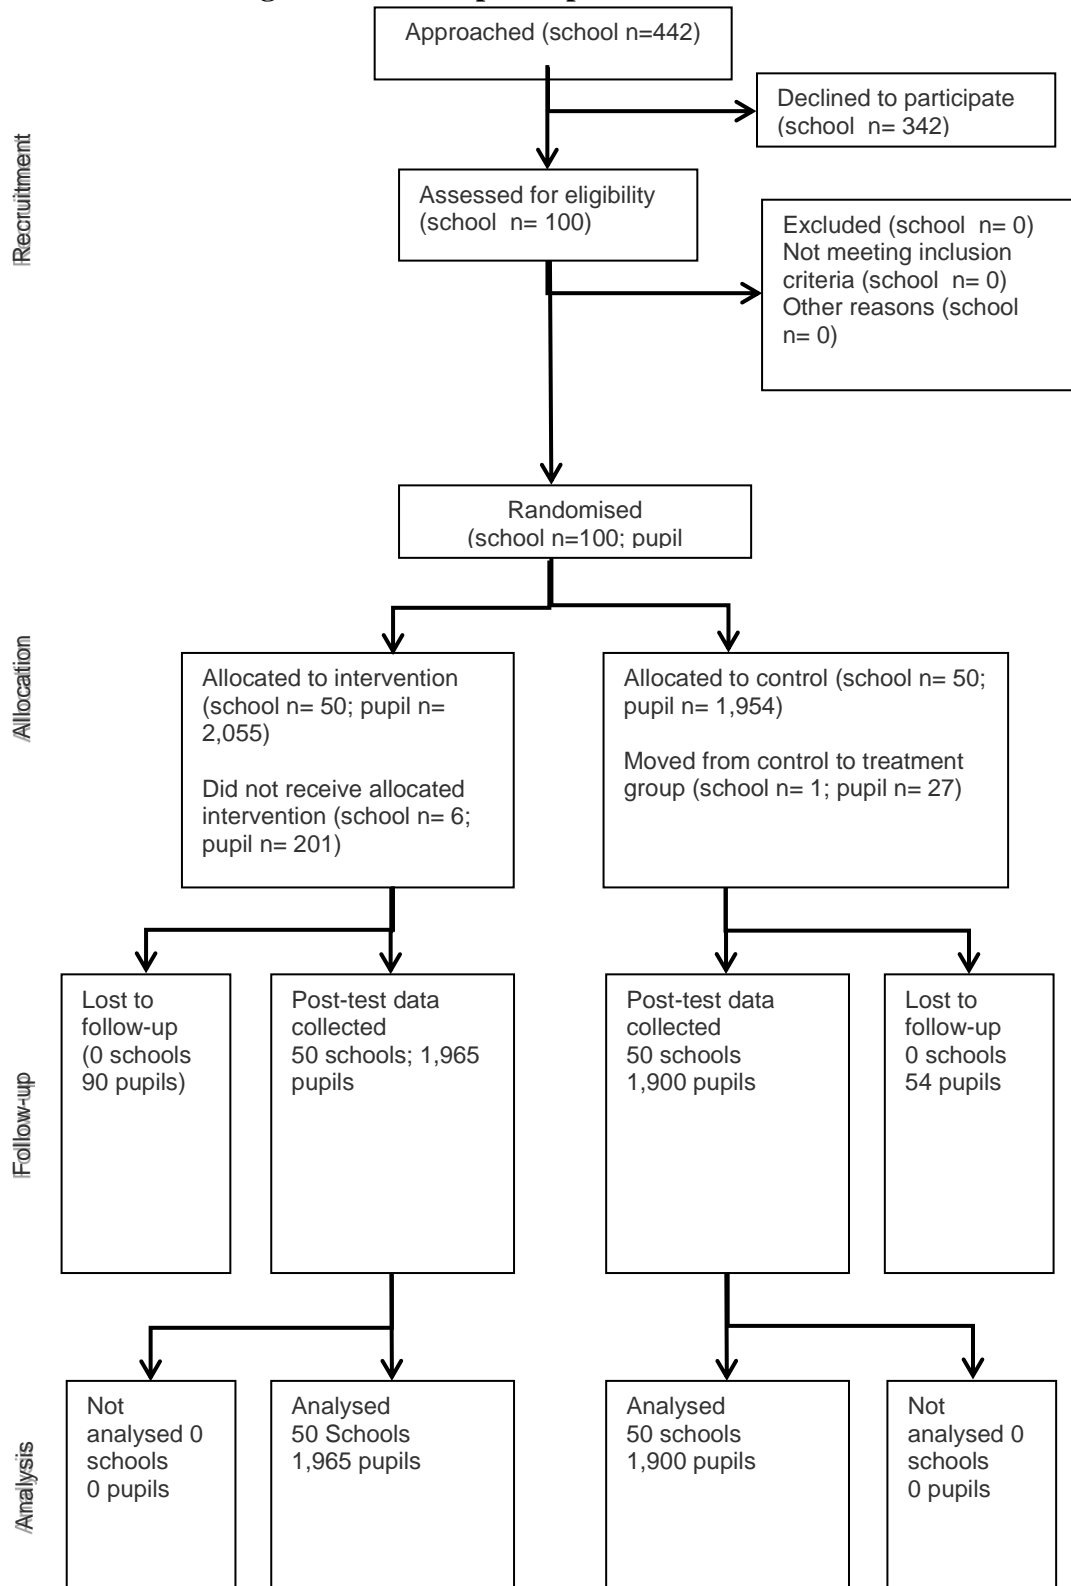 Approached (school n=442)
Declined to participate
(school n= 342)
Recruitment
Assessed for eligibility
(school n= 100)
Excluded (school n= 0)
Not meeting inclusion
criteria (school n= 0)
Other reasons (school
n= 0)
Randomised
(school n=100; pupil
Allocation
Allocated to intervention
(school n= 50; pupil n=
2,055)
Did not receive allocated
intervention (school n= 6;
pupil n= 201)
Allocated to control (school n= 50;
pupil n= 1,954)
Moved from control to treatment
group (school n= 1; pupil n= 27)
Follow-up
Lost to
follow-up
(0 schools
90 pupils)
Post-test data
collected
50 schools; 1,965
pupils
Post-test data
collected
50 schools
1,900 pupils
Lost to
follow-up
0 schools
54 pupils
Analysis
Not
analysed 0
schools
0 pupils
Analysed
50 Schools
1,965 pupils
Analysed
50 schools
1,900 pupils
Not
analysed 0
schools
0 pupils